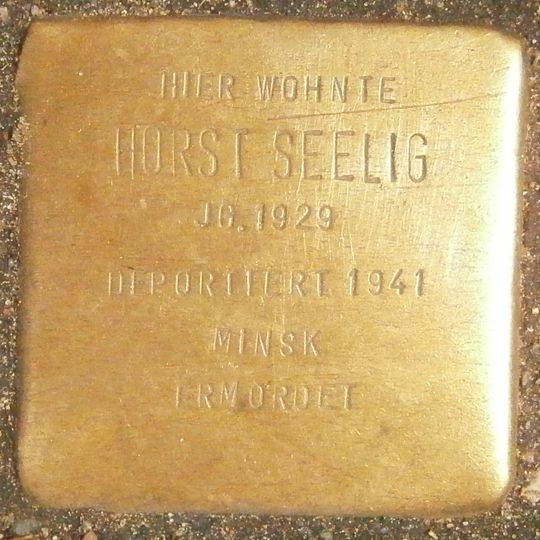 HIER WOHNTE
HORST SEELIG
JG. 1929
DEPORTIERT 1941
MINSK
ERMORDET